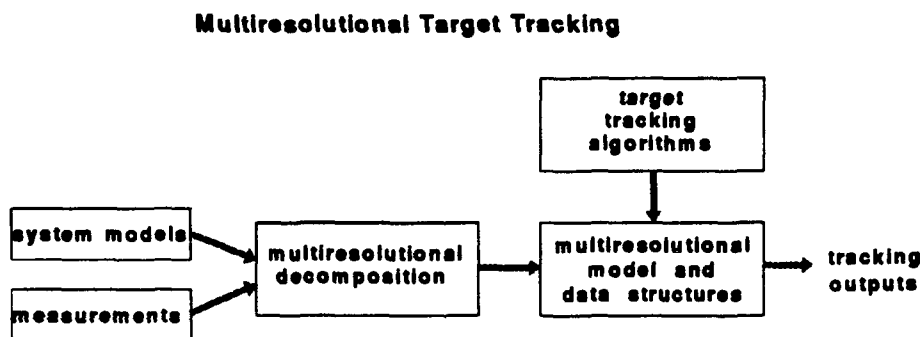 Multiresolutional Target Tracking
target
tracking
algorithms
system models
measurements
multiresolutional
decomposition
multiresolutional
model and
data structures
tracking
outputs